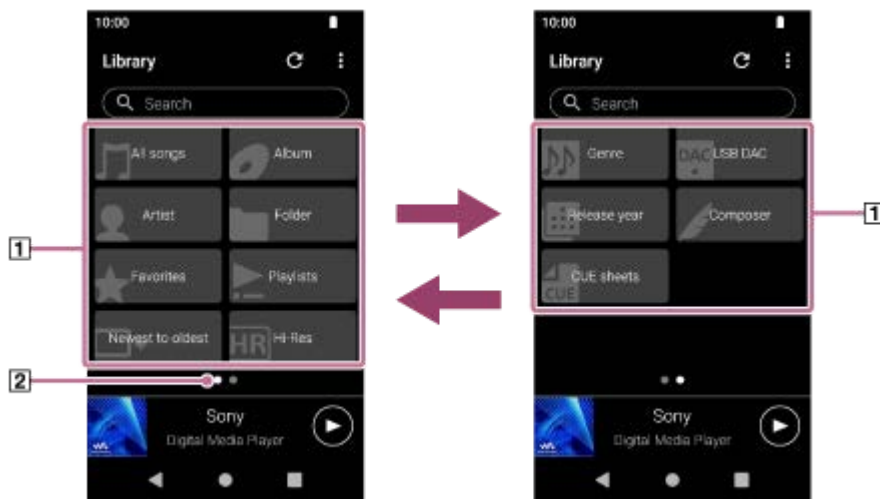 10:00
Library
Search
All songs
Album
Artist
Folder
Favorites
Playlists
Newest to oldest
HR
Hi-Res
1
2
Sony
Digital Media Player
10:00
Library
Search
Genre
DAC
USB DAC
Release year
Composer
CUE sheets
CUE
1
Sony
Digital Media Player